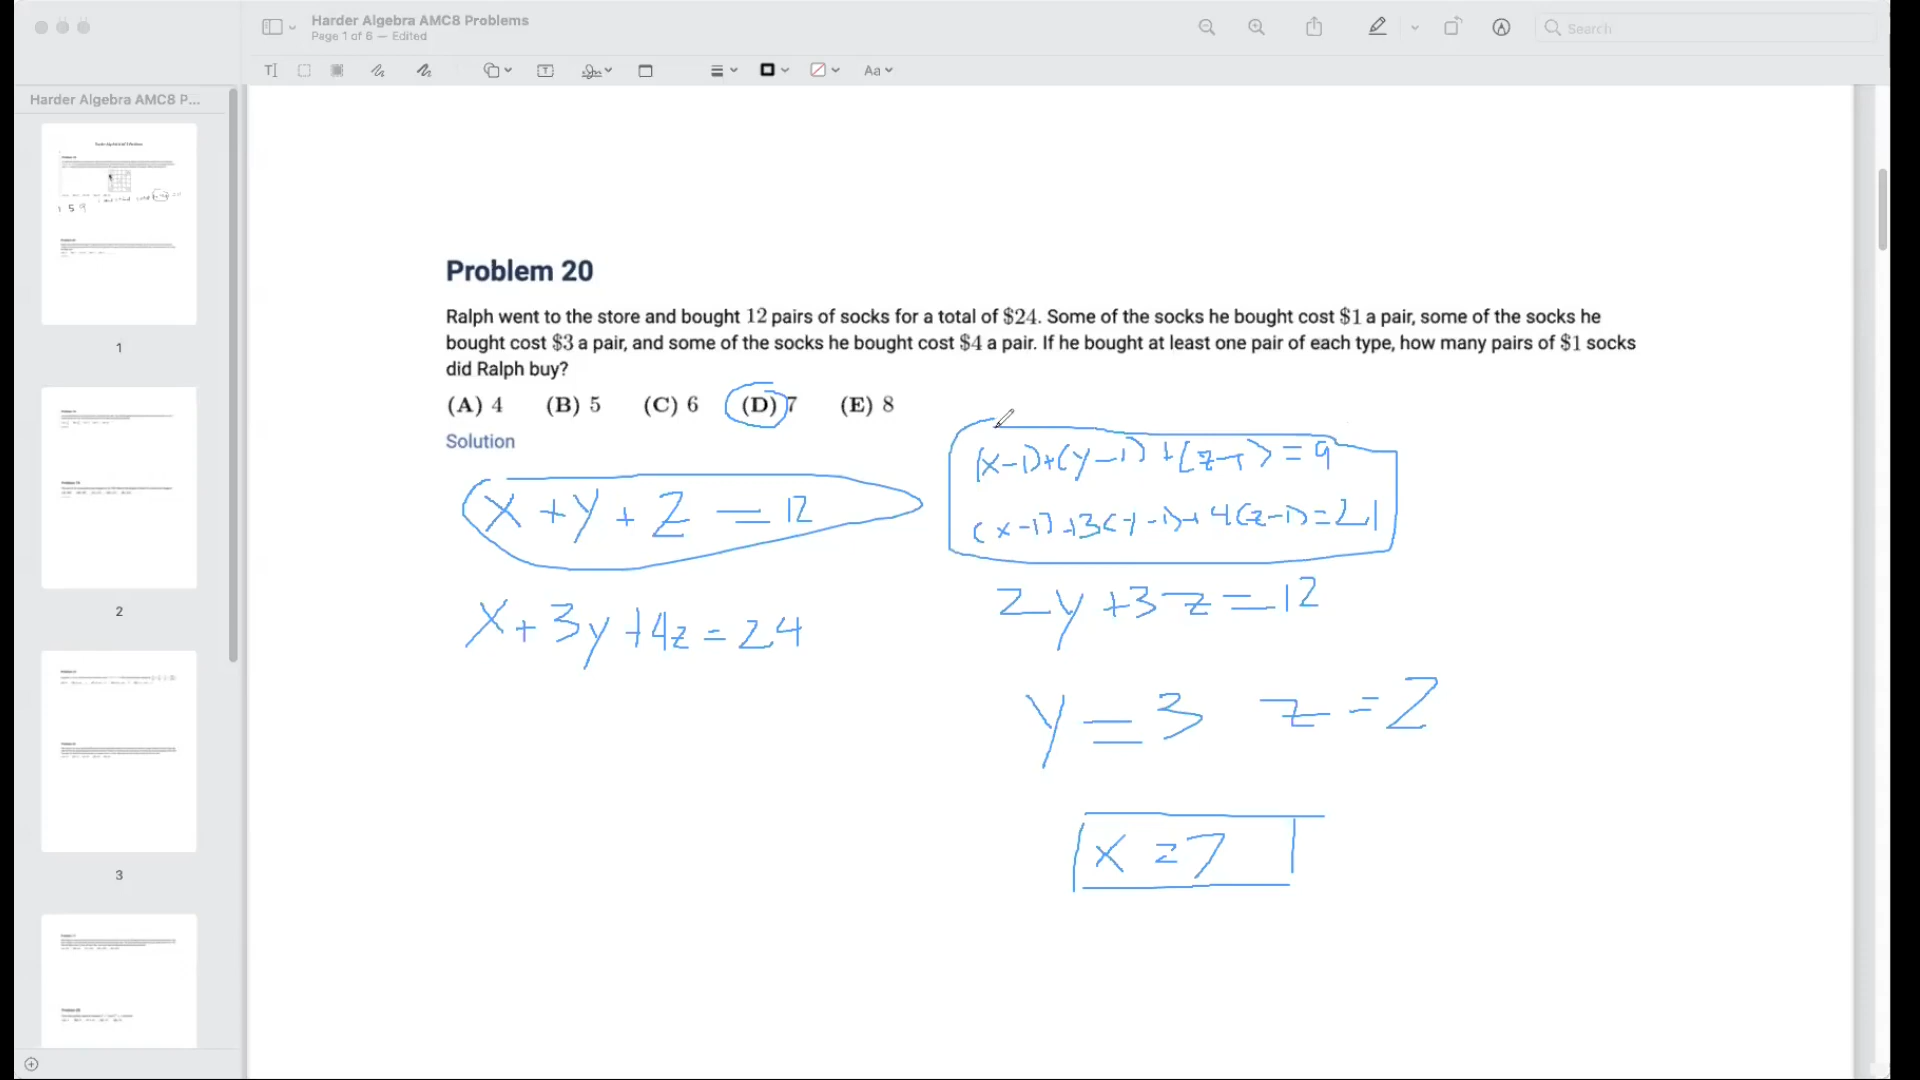 Harder Algebra AMC8 Problems
Page 1 of 6 — Edited
Search
Aa
Harder Algebra AMC8 P...
1
2
3
Problem 20
Ralph went to the store and bought 12 pairs of socks for a total of $24. Some of the socks he bought cost $1 a pair, some of the socks he
bought cost $3 a pair, and some of the socks he bought cost $4 a pair. If he bought at least one pair of each type, how many pairs of $1 socks
did Ralph buy?
(A) 4 (B) 5 (C) 6 (D) 7 (E) 8
Solution
x+y+z=12
x+3y+4z=24
(x-1)+(y-1)+(z-1)=9
(x-1)+3(y-1)+4(z-1)=21
2y+3z=12
y=3 z=2
x=7